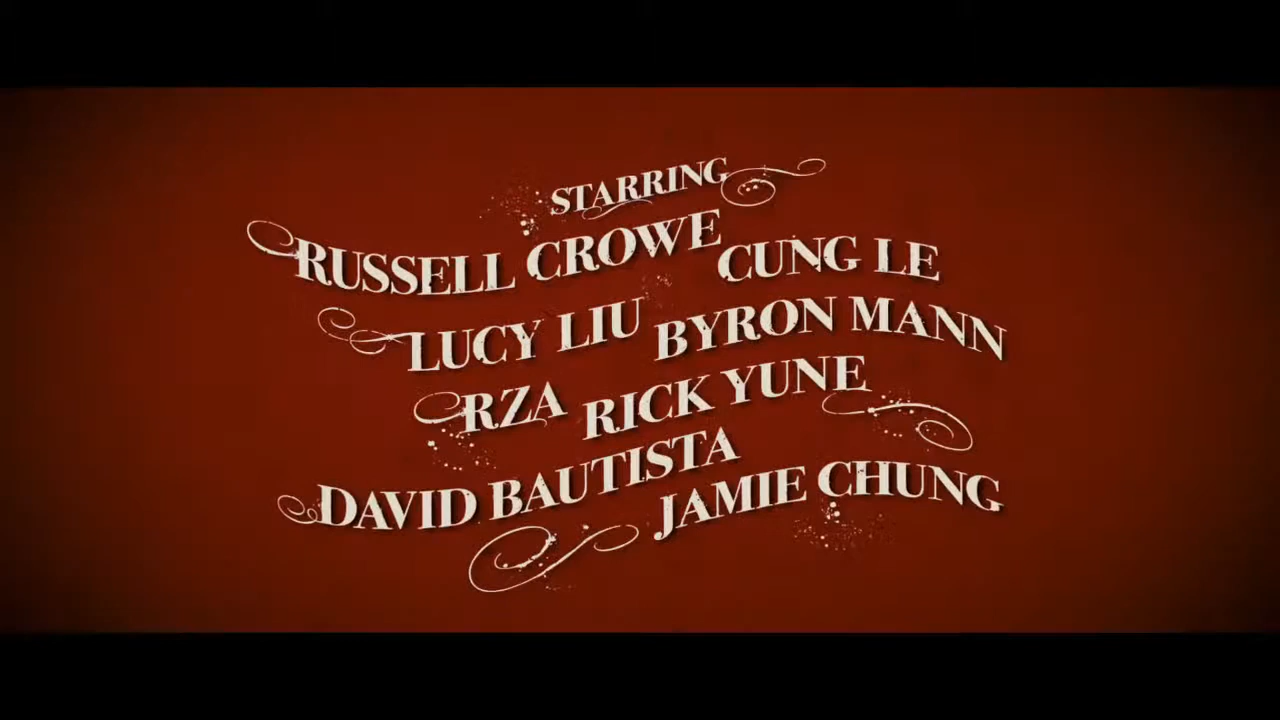 STARRING
RUSSELL CROWE CUNG LE
LUCY LIU BYRON MANN
RZA RICK YUNE
DAVID BAUTISTA JAMIE CHUNG